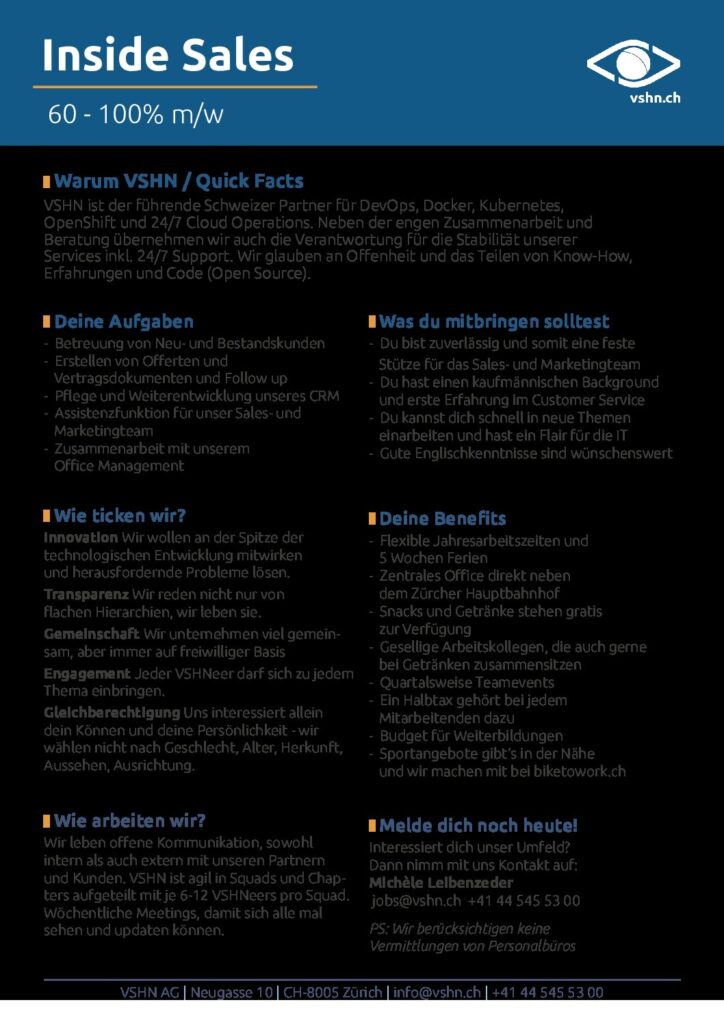 Inside Sales
60 - 100% m/w
vshn.ch
Warum VSHN / Quick Facts
VSHN ist der führende Schweizer Partner für DevOps, Docker, Kubernetes,
OpenShift und 24/7 Cloud Operations. Neben der engen Zusammenarbeit und
Beratung übernehmen wir auch die Verantwortung für die Stabilität unserer
Services inkl. 24/7 Support. Wir glauben an Offenheit und das Teilen von Know-How,
Erfahrungen und Code (Open Source).
Deine Aufgaben
- Betreuung von Neu- und Bestandskunden
- Erstellen von Offerten und
Vertragsdokumenten und Follow up
- Pflege und Weiterentwicklung unseres CRM
- Assistenzfunktion für unser Sales- und
Marketingteam
- Zusammenarbeit mit unserem
Office Management
Was du mitbringen solltest
- Du bist zuverlässig und somit eine feste
Stütze für das Sales- und Marketingteam
- Du hast einen kaufmännischen Background
und erste Erfahrung im Customer Service
- Du kannst dich schnell in neue Themen
einarbeiten und hast ein Flair für die IT
- Gute Englischkenntnisse sind wünschenswert
Wie ticken wir?
Innovation Wir wollen an der Spitze der
technologischen Entwicklung mitwirken
und herausfordernde Probleme lösen.
Transparenz Wir reden nicht nur von
flachen Hierarchien, wir leben sie.
Gemeinschaft Wir unternehmen viel gemein-
sam, aber immer auf freiwilliger Basis
Engagement Jeder VSHNeer darf sich zu jedem
Thema einbringen.
Gleichberechtigung Uns interessiert allein
dein Können und deine Persönlichkeit - wir
wählen nicht nach Geschlecht, Alter, Herkunft,
Aussehen, Ausrichtung.
Deine Benefits
- Flexible Jahresarbeitszeiten und
5 Wochen Ferien
- Zentrales Office direkt neben
dem Zürcher Hauptbahnhof
- Snacks und Getränke stehen gratis
zur Verfügung
- Gesellige Arbeitskollegen, die auch gerne
bei Getränken zusammensitzen
- Quartalsweise Teamevents
- Ein Halbtax gehört bei jedem
Mitarbeitenden dazu
- Budget für Weiterbildungen
- Sportangebote gibt's in der Nähe
und wir machen mit bei biketowork.ch
Wie arbeiten wir?
Wir leben offene Kommunikation, sowohl
intern als auch extern mit unseren Partnern
und Kunden. VSHN ist agil in Squads und Chap-
ters aufgeteilt mit je 6-12 VSHNeers pro Squad.
Wöchentliche Meetings, damit sich alle mal
sehen und updaten können.
Melde dich noch heute!
Interessiert dich unser Umfeld?
Dann nimm mit uns Kontakt auf:
Michèle Leibenzeder
jobs@vshn.ch +41 44 545 53 00
PS: Wir berücksichtigen keine
Vermittlungen von Personalbüros
VSHN AG | Neugasse 10 | CH-8005 Zürich | info@vshn.ch | +41 44 545 53 00